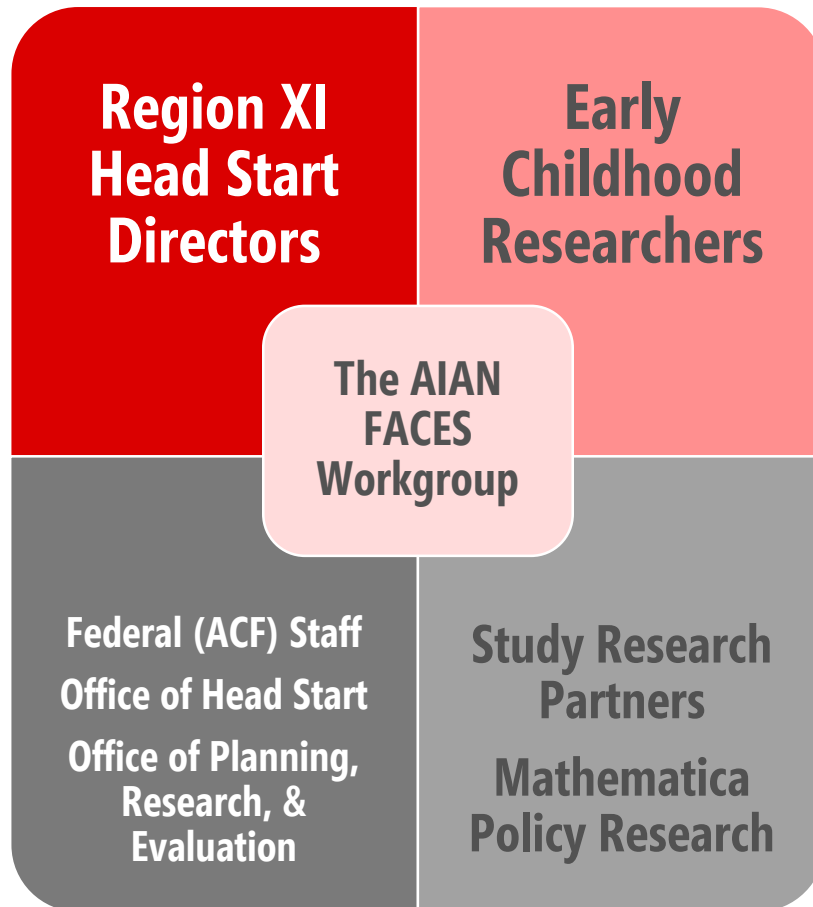 Region XI
Head Start
Directors
Early
Childhood
Researchers
The AIAN
FACES
Workgroup
Federal (ACF) Staff
Office of Head Start
Office of Planning,
Research, &
Evaluation
Study Research
Partners
Mathematica
Policy Research